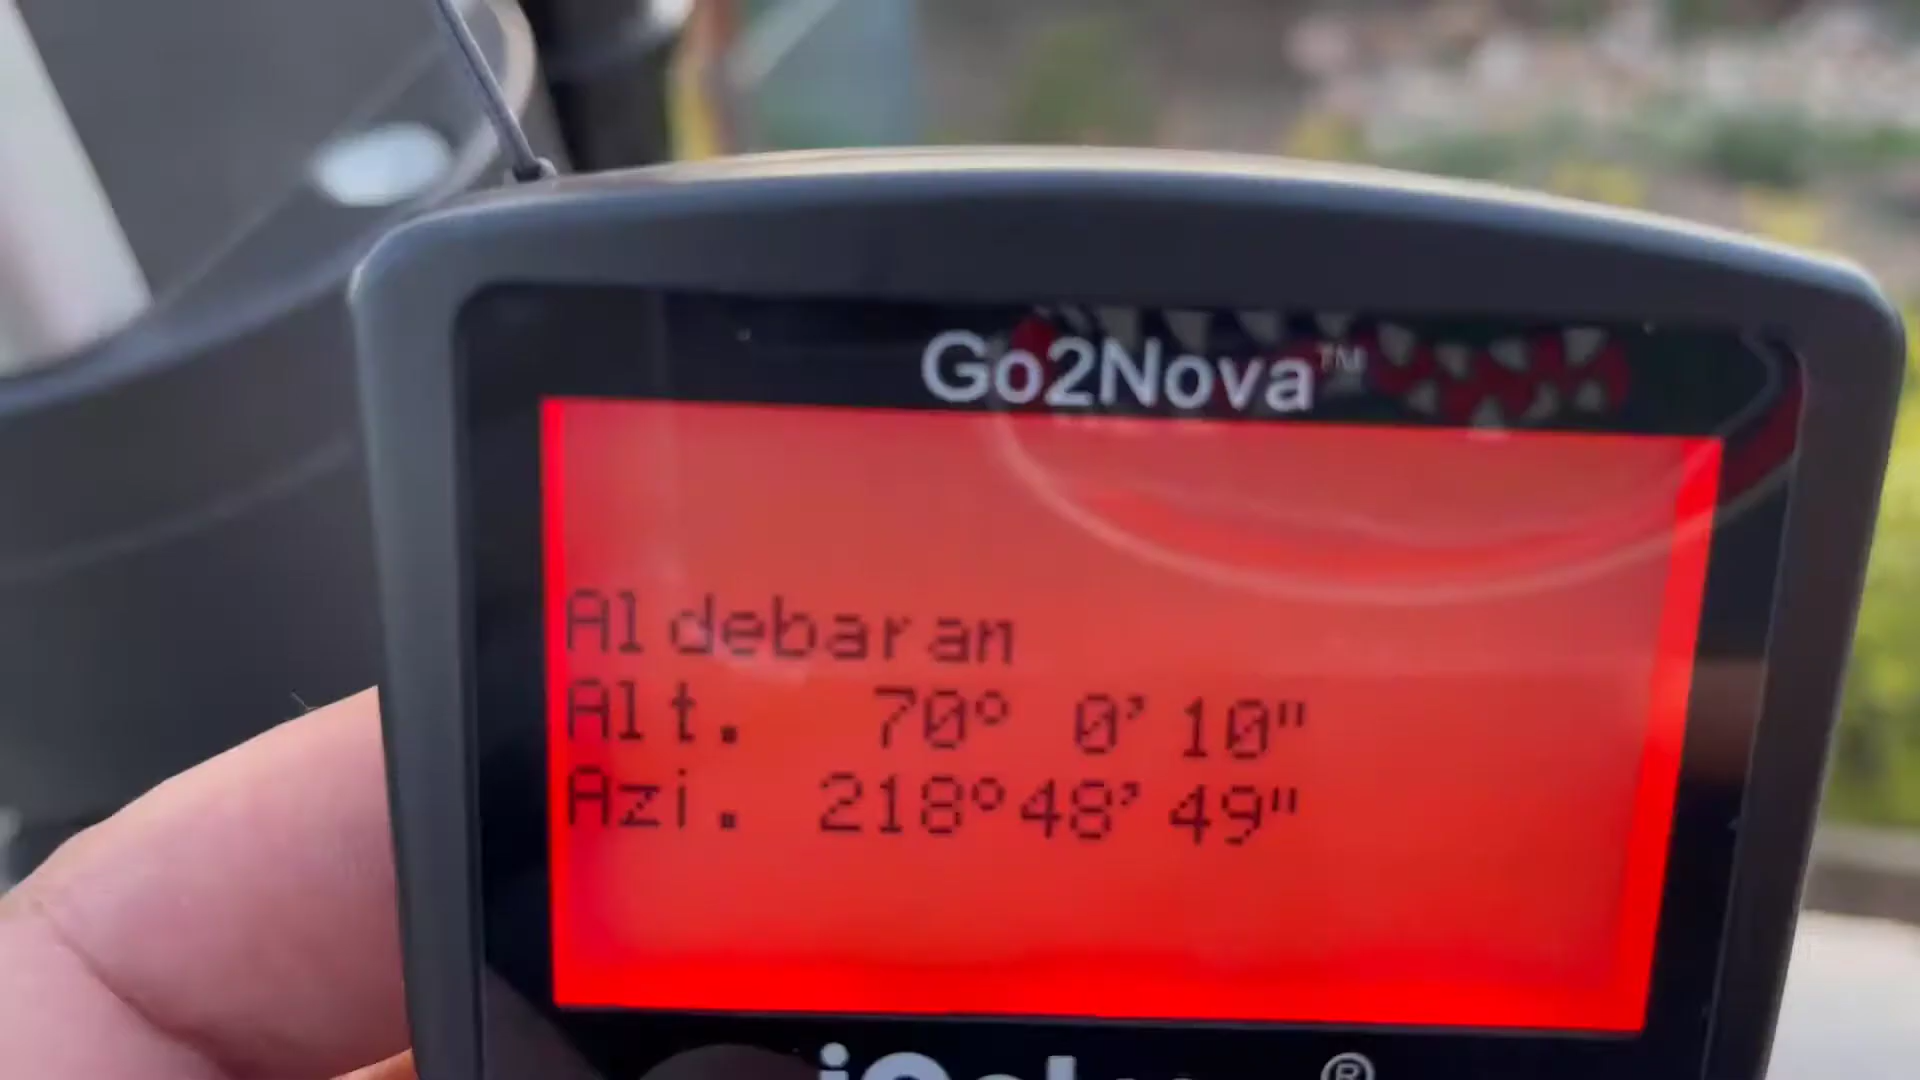 Go2Nova™
Aldebaran
Alt. 70° 0' 10"
Azi. 218°48' 49"